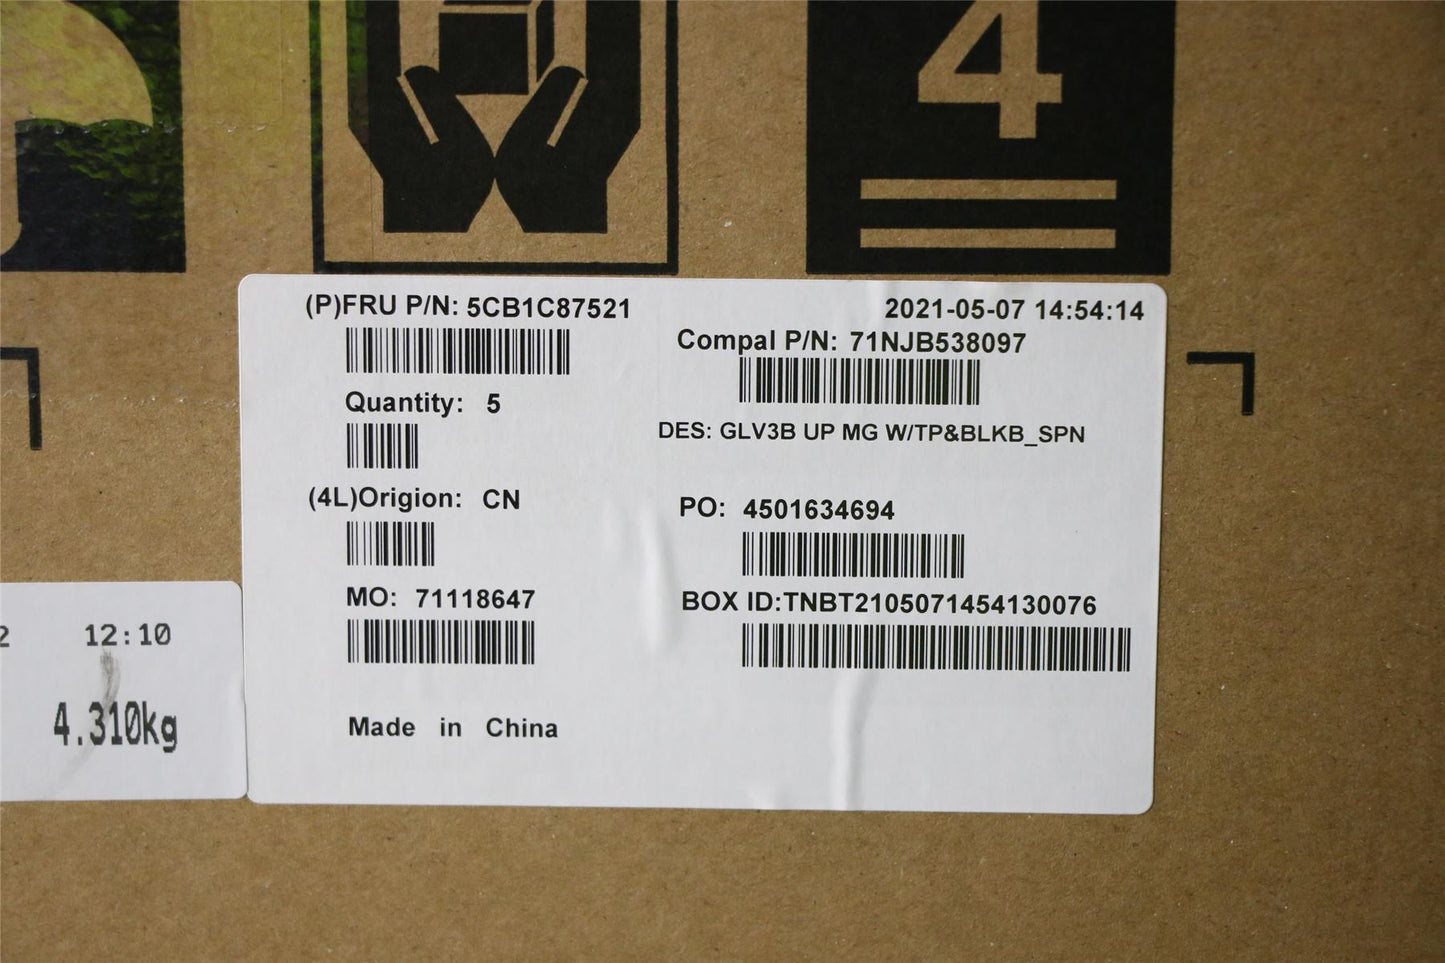 4
(P)FRU P/N: 5CB1C87521
2021-05-07 14:54:14
Compal P/N: 71NJB538097
Quantity: 5
DES: GLV3B UP MG W/TP&BLKB_SPN
(4L)Origion: CN
PO: 4501634694
MO: 71118647
BOX ID:TNBT2105071454130076
Made in China
2 12:10
4.310kg